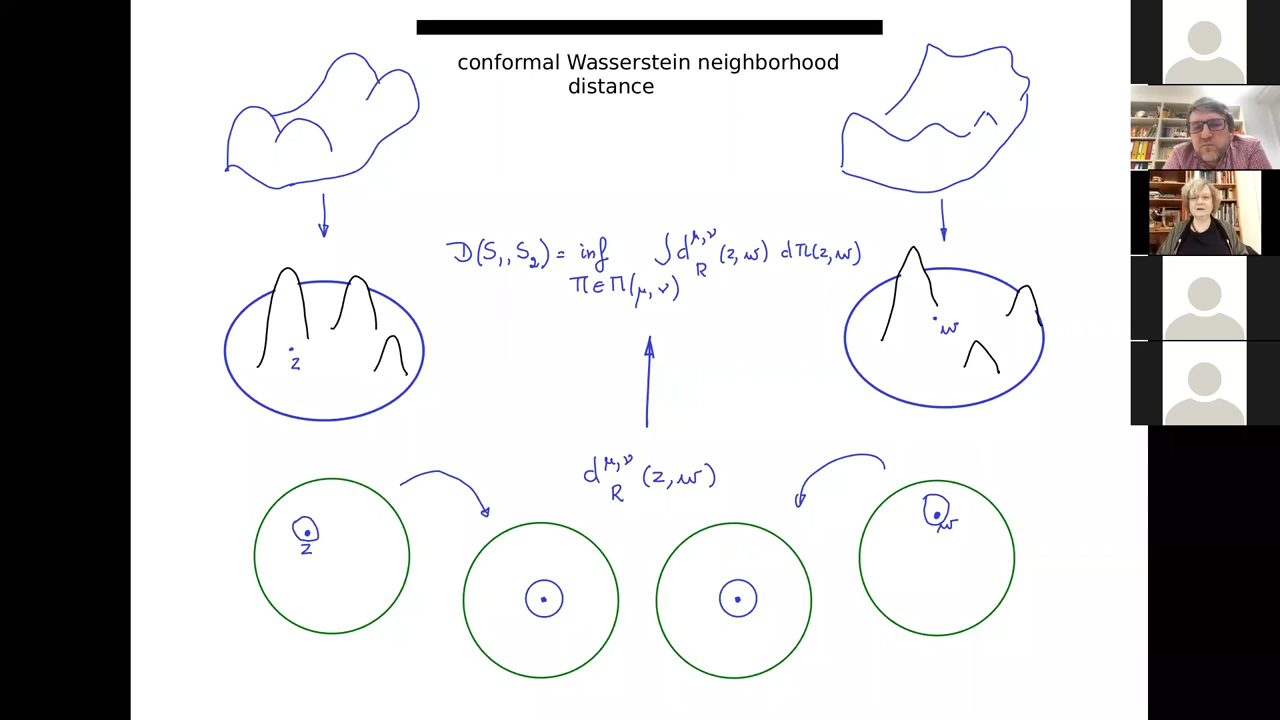 conformal Wasserstein neighborhood
distance
D(S₁, S₂) = inf ∫ d_R^{μ,ν} (z, w) dπ(z, w)
π ∈ Π(μ, ν)
z
w
d_R^{μ,ν} (z, w)
z
w